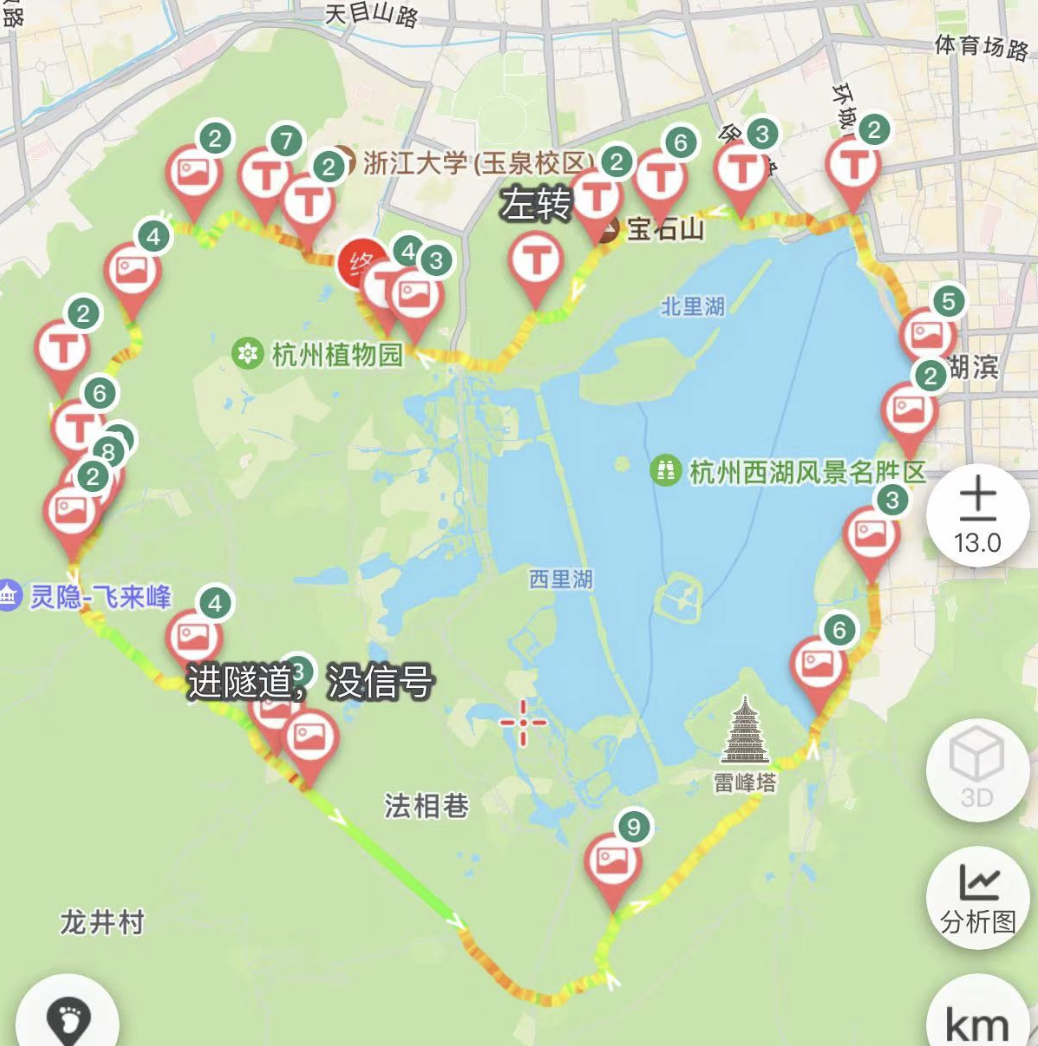 天目山路
体育场路
2
7
2
浙江大学(玉泉校区)
2
6
3
2
左转
宝石山
4
终
4
3
北里湖
5
湖滨
2
杭州植物园
2
6
8
2
杭州西湖风景名胜区
3
13.0
西里湖
灵隐-飞来峰
4
6
进隧道，没信号
3
雷峰塔
3D
法相巷
9
龙井村
分析图
km